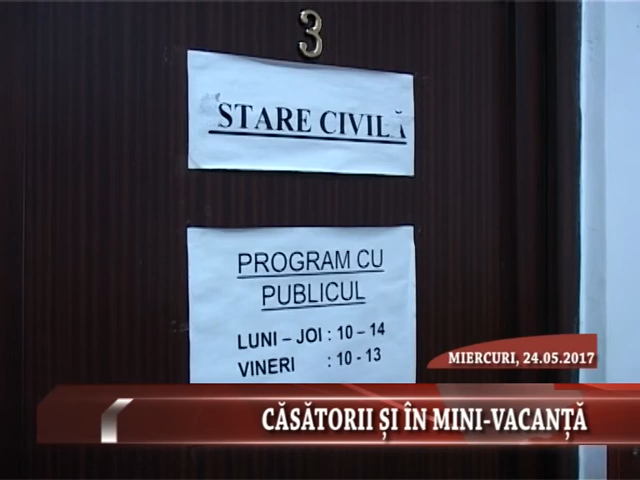 3
STARE CIVILĂ
PROGRAM CU
PUBLICUL
LUNI – JOI : 10 – 14
VINERI : 10 - 13
MIERCURI, 24.05.2017
CĂSĂTORII ȘI ÎN MINI-VACANȚĂ